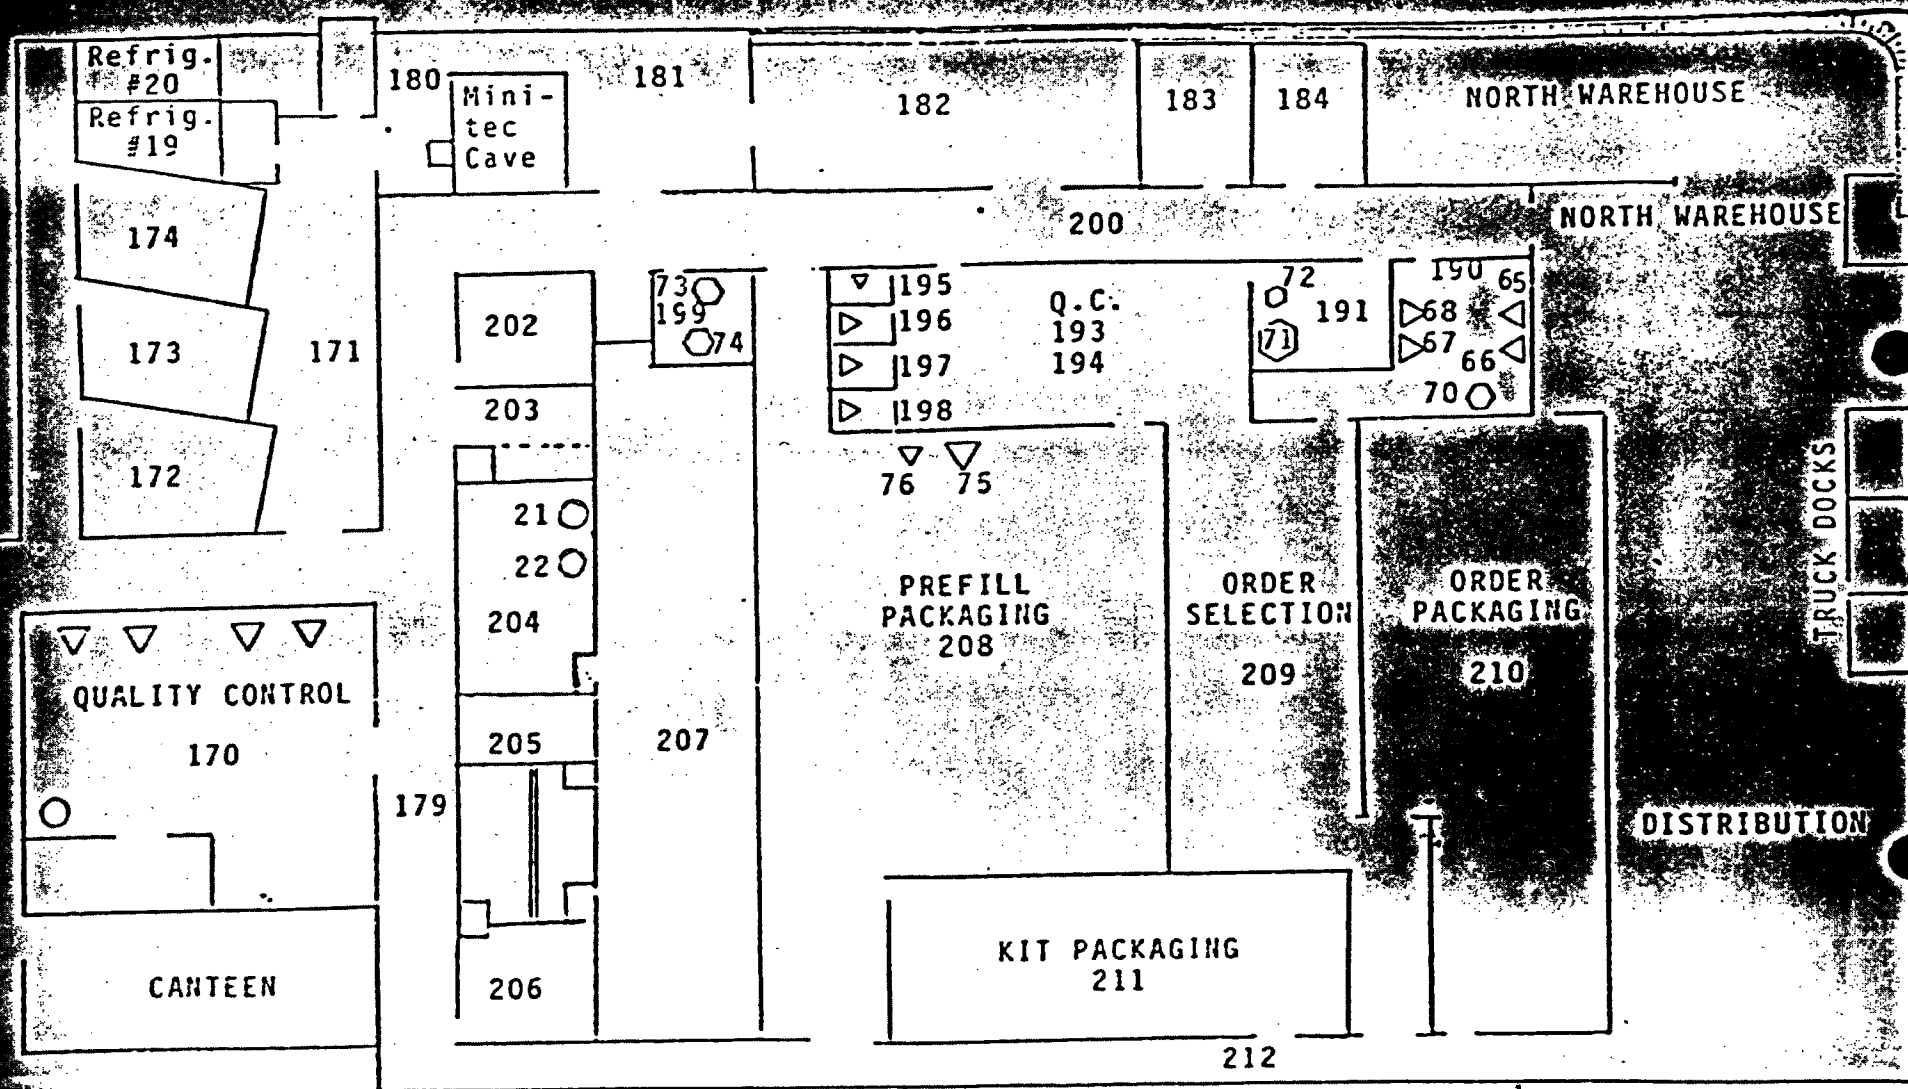 Refrig.
#20
Refrig.
#19
180
Mini-
tec
Cave
181
182
183
184
NORTH WAREHOUSE
174
173
172
171
200
NORTH WAREHOUSE
202
203
73
199
74
195
196
197
198
Q.C.
193
194
72
191
71
190
65
68
67
66
70
76
75
21
22
204
PREFILL
PACKAGING
208
ORDER
SELECTION
209
ORDER
PACKAGING
210
TRUCK DOCKS
QUALITY CONTROL
170
179
205
207
DISTRIBUTION
CANTEEN
206
KIT PACKAGING
211
212